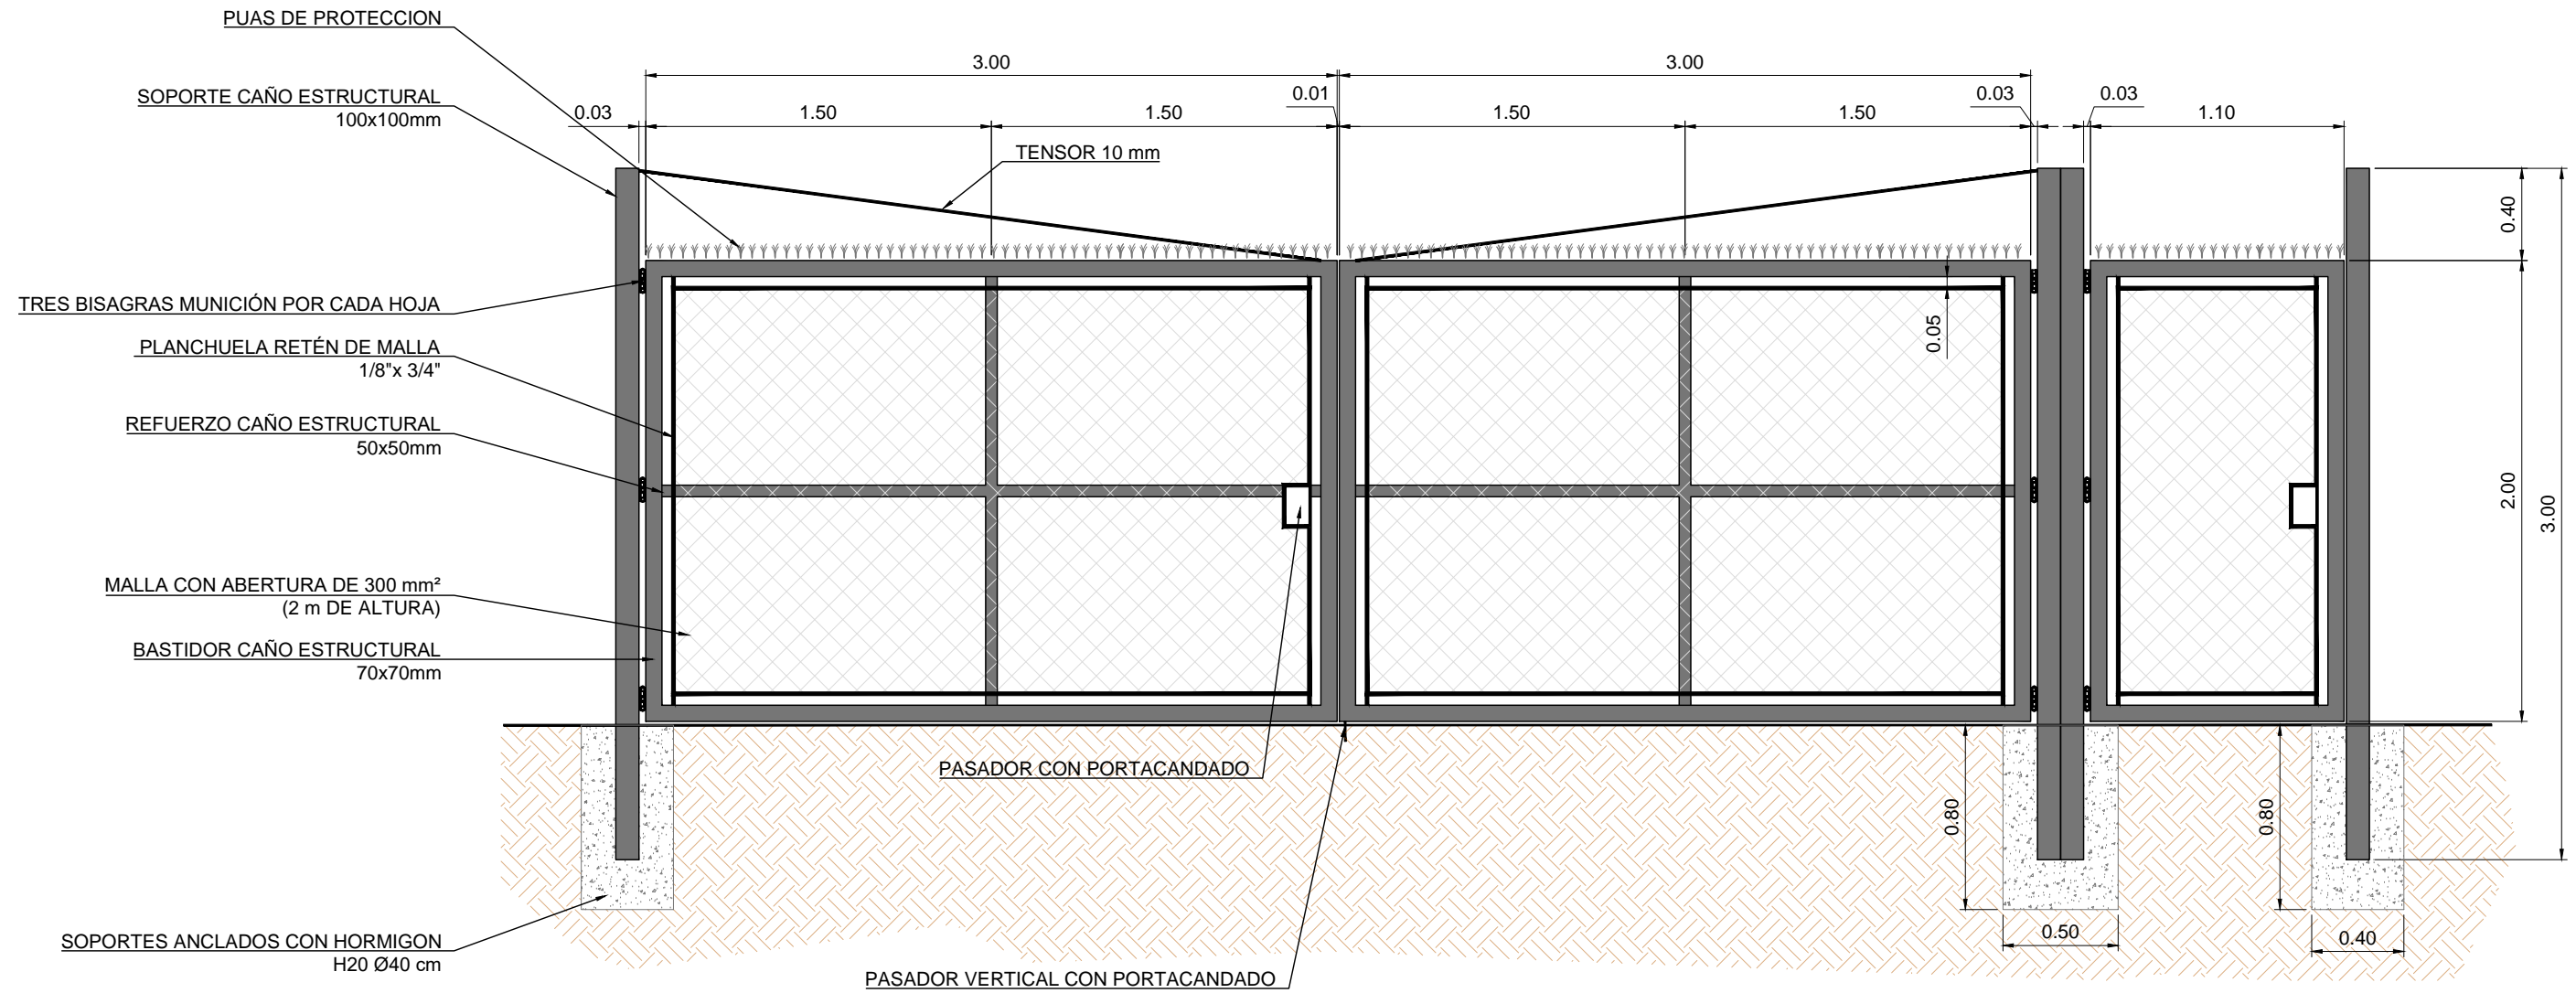 PUAS DE PROTECCION
SOPORTE CAÑO ESTRUCTURAL
100x100mm
TRES BISAGRAS MUNICIÓN POR CADA HOJA
PLANCHUELA RETÉN DE MALLA
1/8"x 3/4"
REFUERZO CAÑO ESTRUCTURAL
50x50mm
MALLA CON ABERTURA DE 300 mm²
(2 m DE ALTURA)
BASTIDOR CAÑO ESTRUCTURAL
70x70mm
SOPORTES ANCLADOS CON HORMIGON
H20 Ø40 cm
3.00
3.00
0.03
1.50
1.50
0.01
1.50
1.50
0.03
0.03
1.10
TENSOR 10 mm
0.40
0.05
2.00
3.00
PASADOR CON PORTACANDADO
0.80
0.80
0.50
0.40
PASADOR VERTICAL CON PORTACANDADO